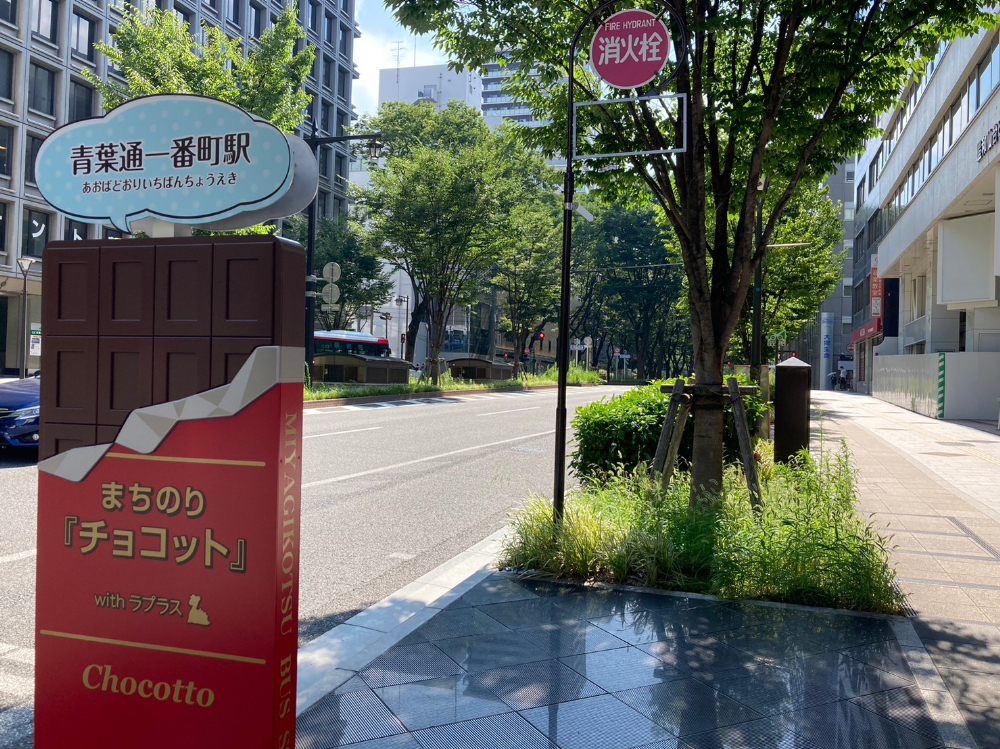 青葉通一番町駅
あおばどおりいちばんちょうえき
まちのり
『チョコット』
with ラプラス
Chocotto
MIYAGIKOTSU BUS S
FIRE HYDRANT
消火栓